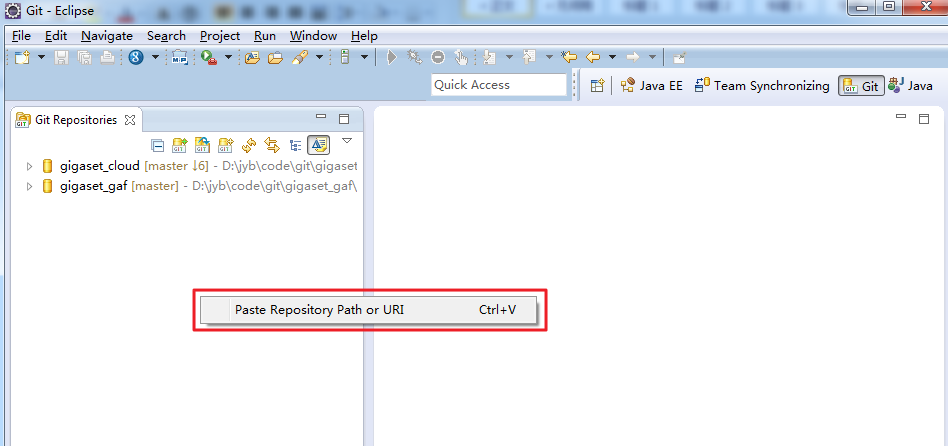 Git - Eclipse
File Edit Navigate Search Project Run Window Help
Quick Access
Java EE Team Synchronizing Git Java
Git Repositories
gigaset_cloud [master ↓6] - D:\jyb\code\git\gigaset
gigaset_gaf [master] - D:\jyb\code\git\gigaset_gaf\
Paste Repository Path or URI Ctrl+V